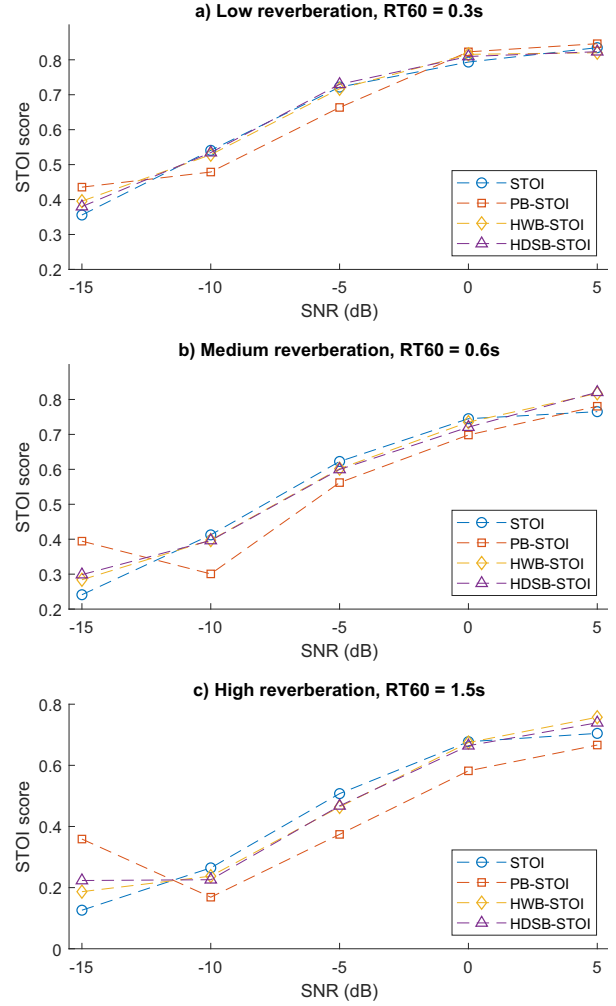 a) Low reverberation, RT60 = 0.3s
0.8
0.7
0.6
0.5
0.4
0.3
0.2
STOI score
STOI
PB-STOI
HWB-STOI
HDSB-STOI
-15 -10 -5 0 5
SNR (dB)
b) Medium reverberation, RT60 = 0.6s
0.8
0.7
0.6
0.5
0.4
0.3
0.2
STOI score
STOI
PB-STOI
HWB-STOI
HDSB-STOI
-15 -10 -5 0 5
SNR (dB)
c) High reverberation, RT60 = 1.5s
0.8
0.6
0.4
0.2
0
STOI score
STOI
PB-STOI
HWB-STOI
HDSB-STOI
-15 -10 -5 0 5
SNR (dB)